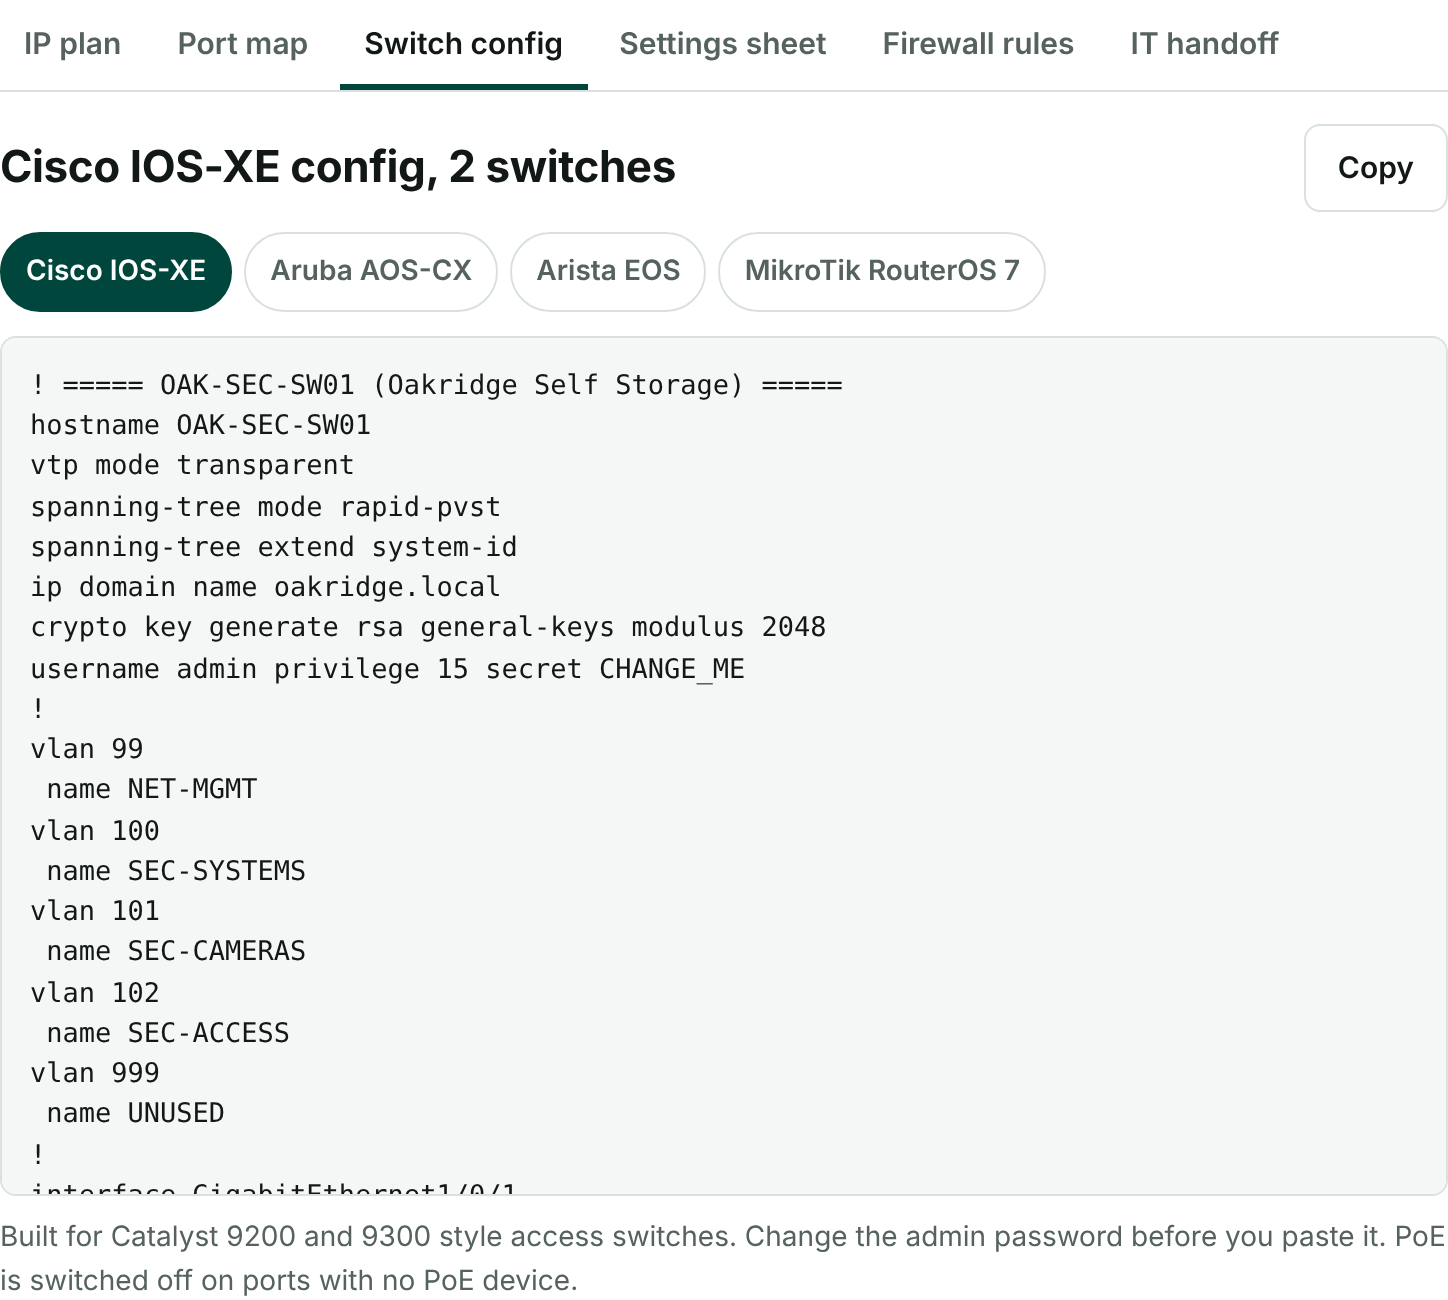 IP plan Port map Switch config Settings sheet Firewall rules IT handoff
Cisco IOS-XE config, 2 switches
Copy
Cisco IOS-XE Aruba AOS-CX Arista EOS MikroTik RouterOS 7
! ===== OAK-SEC-SW01 (Oakridge Self Storage) =====
hostname OAK-SEC-SW01
vtp mode transparent
spanning-tree mode rapid-pvst
spanning-tree extend system-id
ip domain name oakridge.local
crypto key generate rsa general-keys modulus 2048
username admin privilege 15 secret CHANGE_ME
!
vlan 99
 name NET-MGMT
vlan 100
 name SEC-SYSTEMS
vlan 101
 name SEC-CAMERAS
vlan 102
 name SEC-ACCESS
vlan 999
 name UNUSED
!
interface GigabitEthernet1/0/1
Built for Catalyst 9200 and 9300 style access switches. Change the admin password before you paste it. PoE
is switched off on ports with no PoE device.